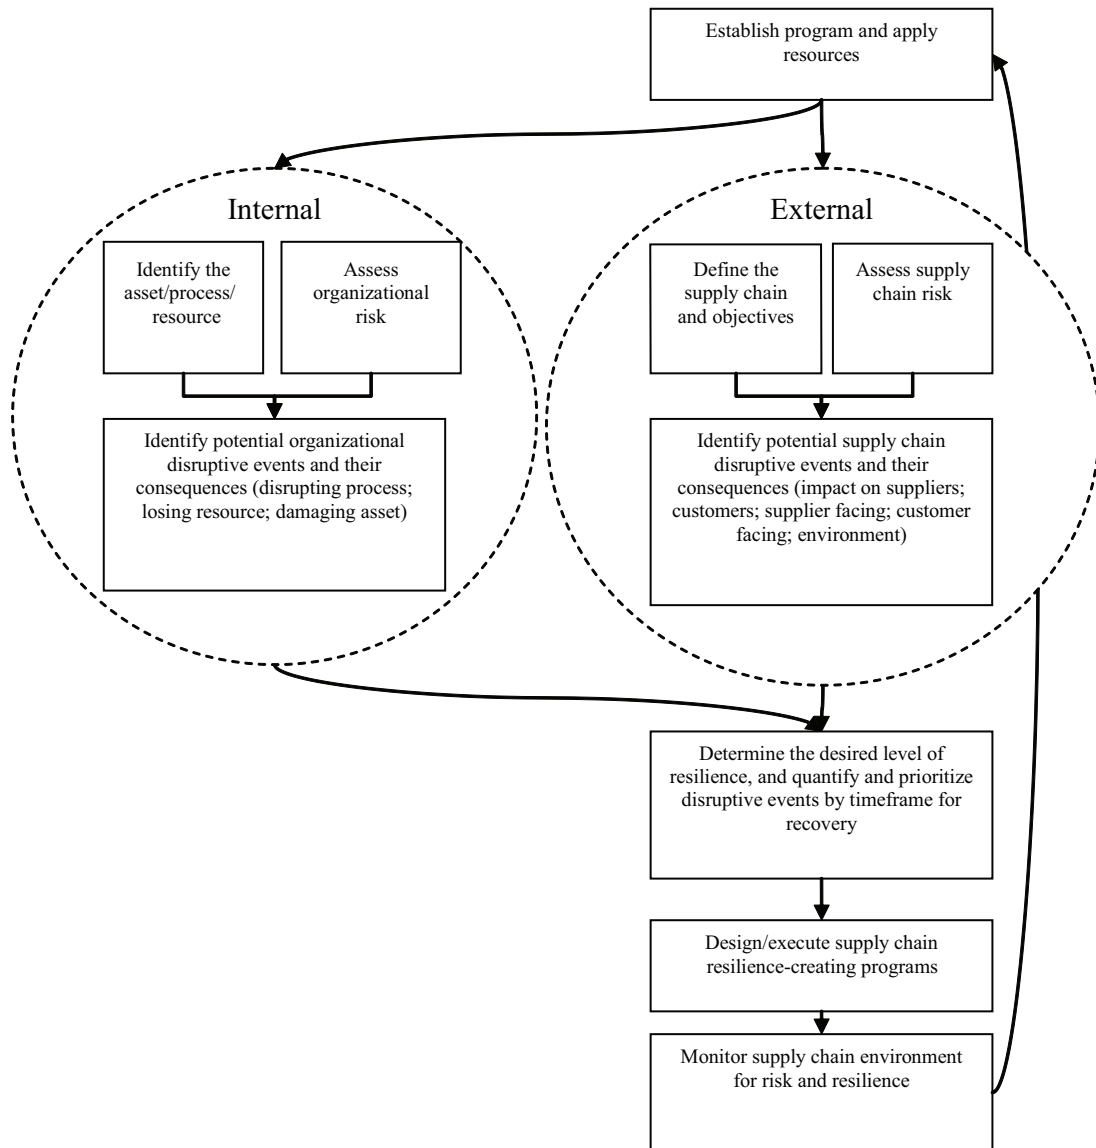 Establish program and apply
resources
Internal
Identify the
asset/process/
resource
Assess
organizational
risk
Identify potential organizational
disruptive events and their
consequences (disrupting process;
losing resource; damaging asset)
External
Define the
supply chain
and objectives
Assess supply
chain risk
Identify potential supply chain
disruptive events and their
consequences (impact on suppliers;
customers; supplier facing; customer
facing; environment)
Determine the desired level of
resilience, and quantify and prioritize
disruptive events by timeframe for
recovery
Design/execute supply chain
resilience-creating programs
Monitor supply chain environment
for risk and resilience